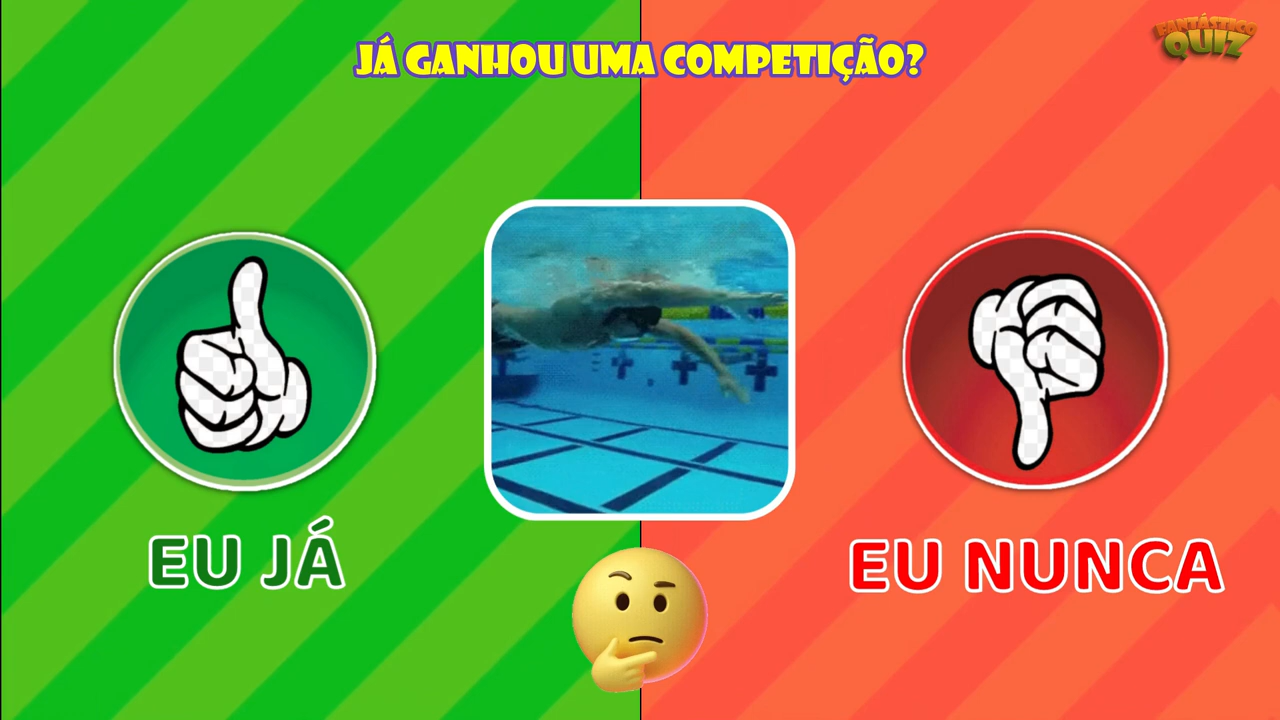 JÁ GANHOU UMA COMPETIÇÃO?
FANTÁSTICO
QUIZ
EU JÁ
EU NUNCA